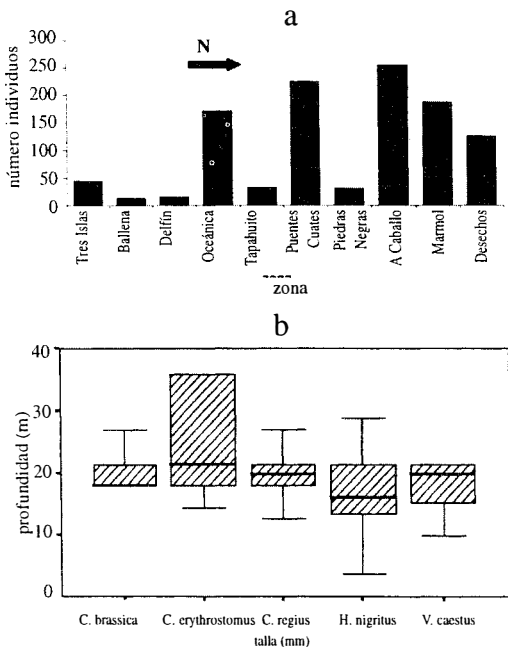 a
número individuos
300
250
200
150
100
50
0
N
Tres Islas
Ballena
Delfín
Oceánica
Tapahuito
Puentes
Cuates
Piedras
Negras
A Caballo
Marmol
Desechos
zona
b
profundidad (m)
40
30
20
10
0
C. brassica
C. erythrostomus
C. regius
H. nigritus
V. caestus
talla (mm)